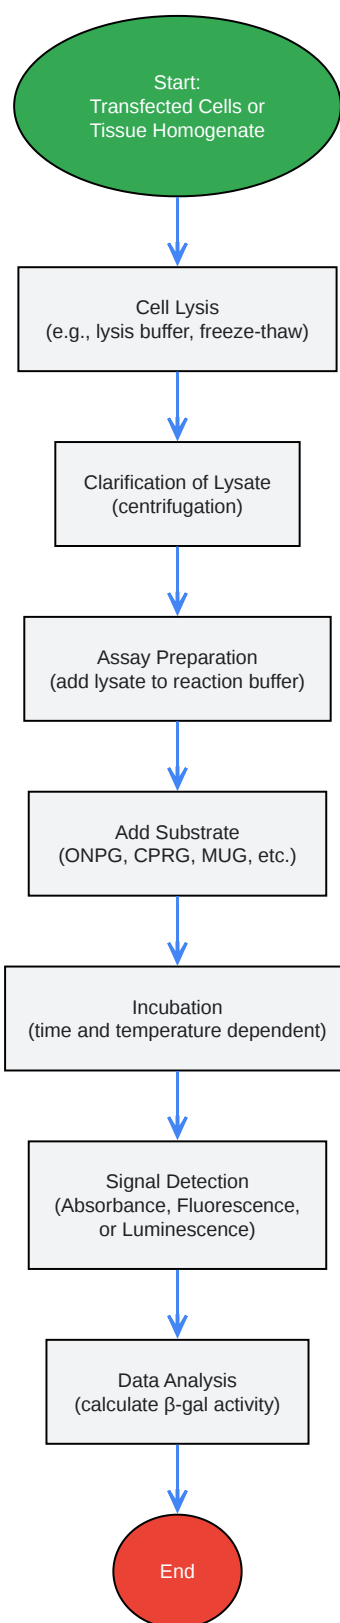 Start:
Transfected Cells or
Tissue Homogenate
Cell Lysis
(e.g., lysis buffer, freeze-thaw)
Clarification of Lysate
(centrifugation)
Assay Preparation
(add lysate to reaction buffer)
Add Substrate
(ONPG, CPRG, MUG, etc.)
Incubation
(time and temperature dependent)
Signal Detection
(Absorbance, Fluorescence,
or Luminescence)
Data Analysis
(calculate β-gal activity)
End